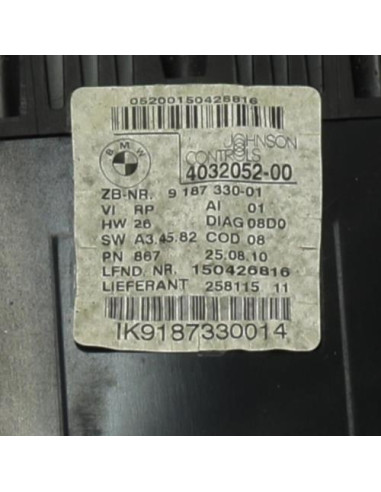 05200150426816
BMW
JOHNSON
CONTROLS
4032052-00
ZB-NR. 9 187 330-01
VI RP AI 01
HW 26 DIAG 08D0
SW A3.45.82 COD 08
PN 867 25.08.10
LFND. NR. 150426816
LIEFERANT 258115 11
IK9187330014